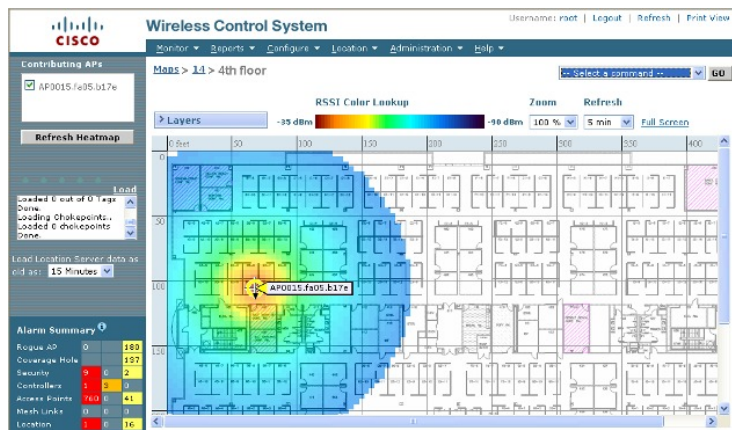 Username: root | Logout | Refresh | Print View
CISCO
Wireless Control System
Monitor Reports Configure Location Administration Help
Contributing APs
AP0015.fa05.b17e
Refresh Heatmap
Load
Loaded 0 out of 0 Tags
Done.
Loading Chokepoints..
Loaded 0 chokepoints
Done.
Load Location Server data as
old as: 15 Minutes
Alarm Summary
Rogue AP 0 180
Coverage Hole 137
Security 9 0 2
Controllers 1 3 0
Access Points 760 0 41
Mesh Links 0 0 0
Location 1 0 16
Maps > 14 > 4th floor
-- Select a command -- GO
> Layers
RSSI Color Lookup
-35 dBm -90 dBm
Zoom
100 %
Refresh
5 min
Full Screen
0 feet 50 100 150 200 250 300 350 400
0
50
100
150
AP0015.fa05.b17e